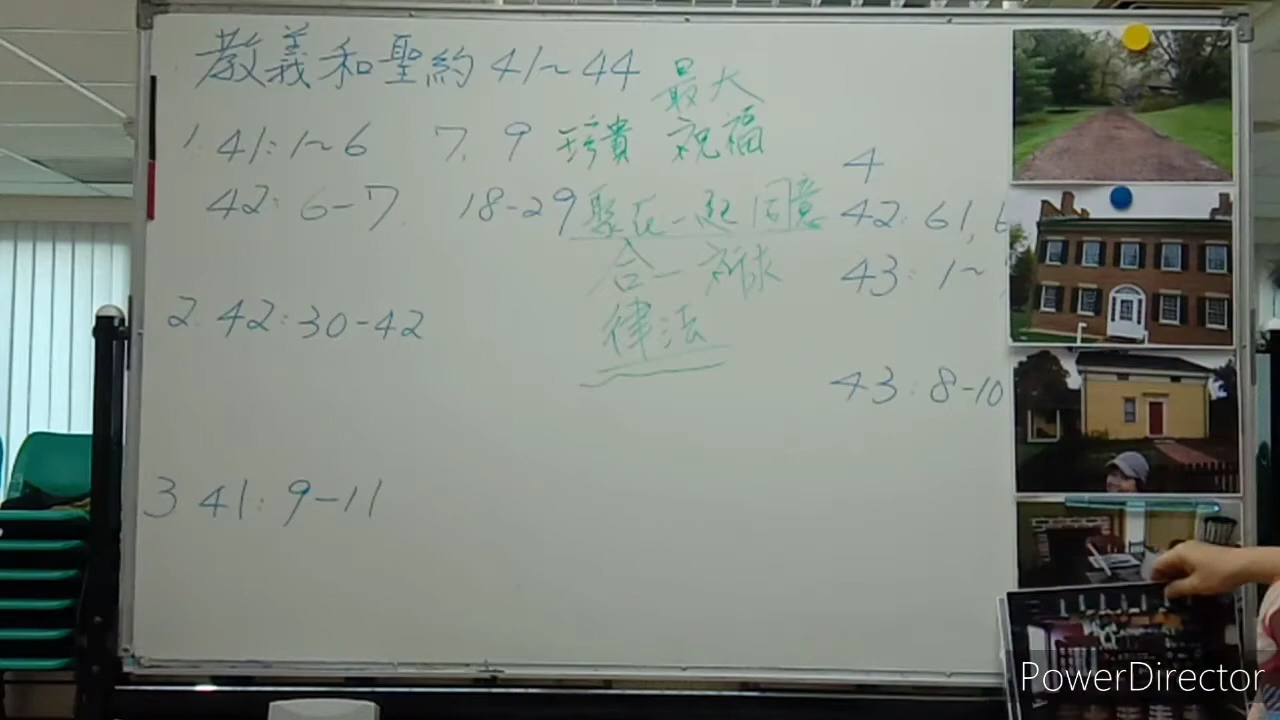 教義和聖約 41~44
最大
1. 41:1~6 7, 9 珍貴 祝福
4
42: 6-7. 18-29 聚在一起 同意 42: 61,
合一 祈求 43: 1~
2. 42:30-42 律法
43: 8-10
3 41: 9-11
PowerDirector